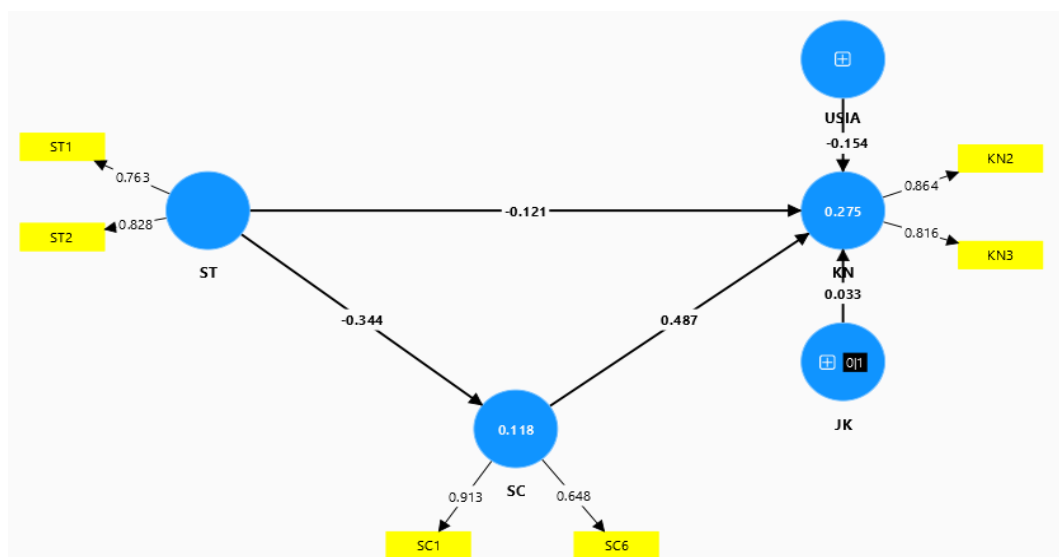 USIA
-0.154
ST1
0.763
ST2
0.828
ST
-0.121
0.275
KN
KN2
0.864
KN3
0.816
0.033
0|1
JK
-0.344
0.487
0.118
SC
0.913
0.648
SC1
SC6